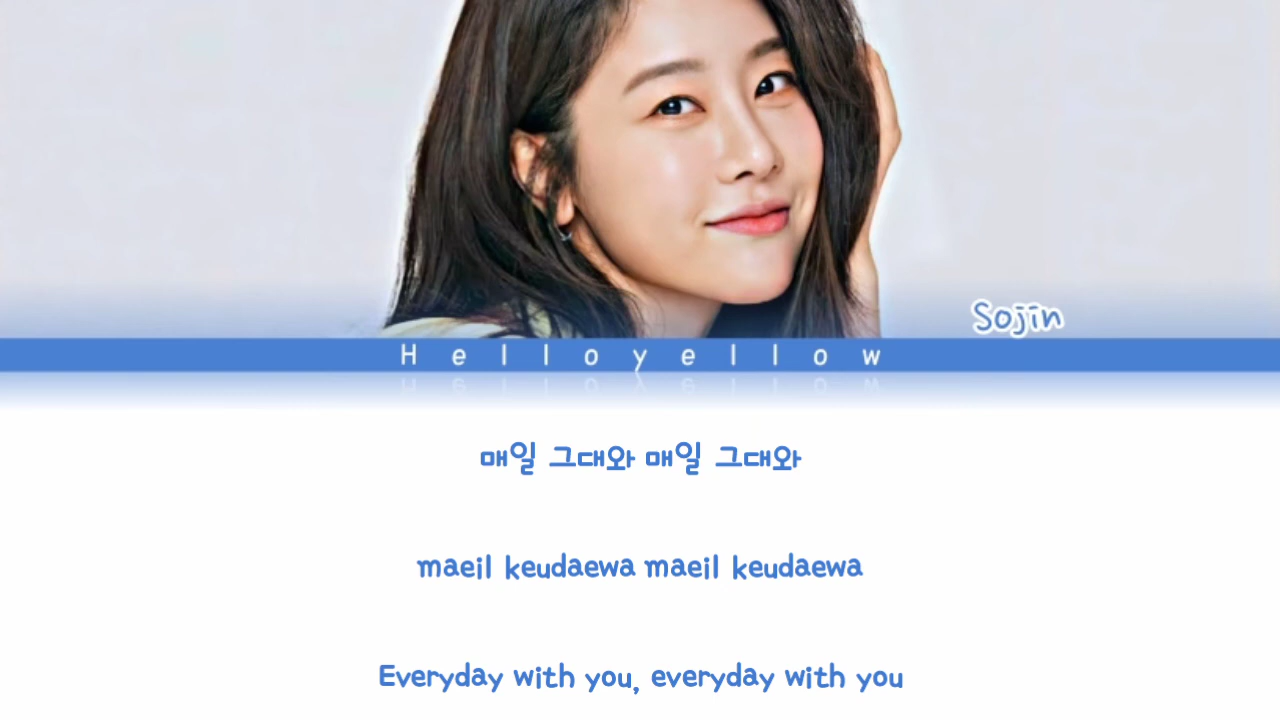 Sojin
Helloyellow
매일 그대와 매일 그대와
maeil keudaewa maeil keudaewa
Everyday with you, everyday with you